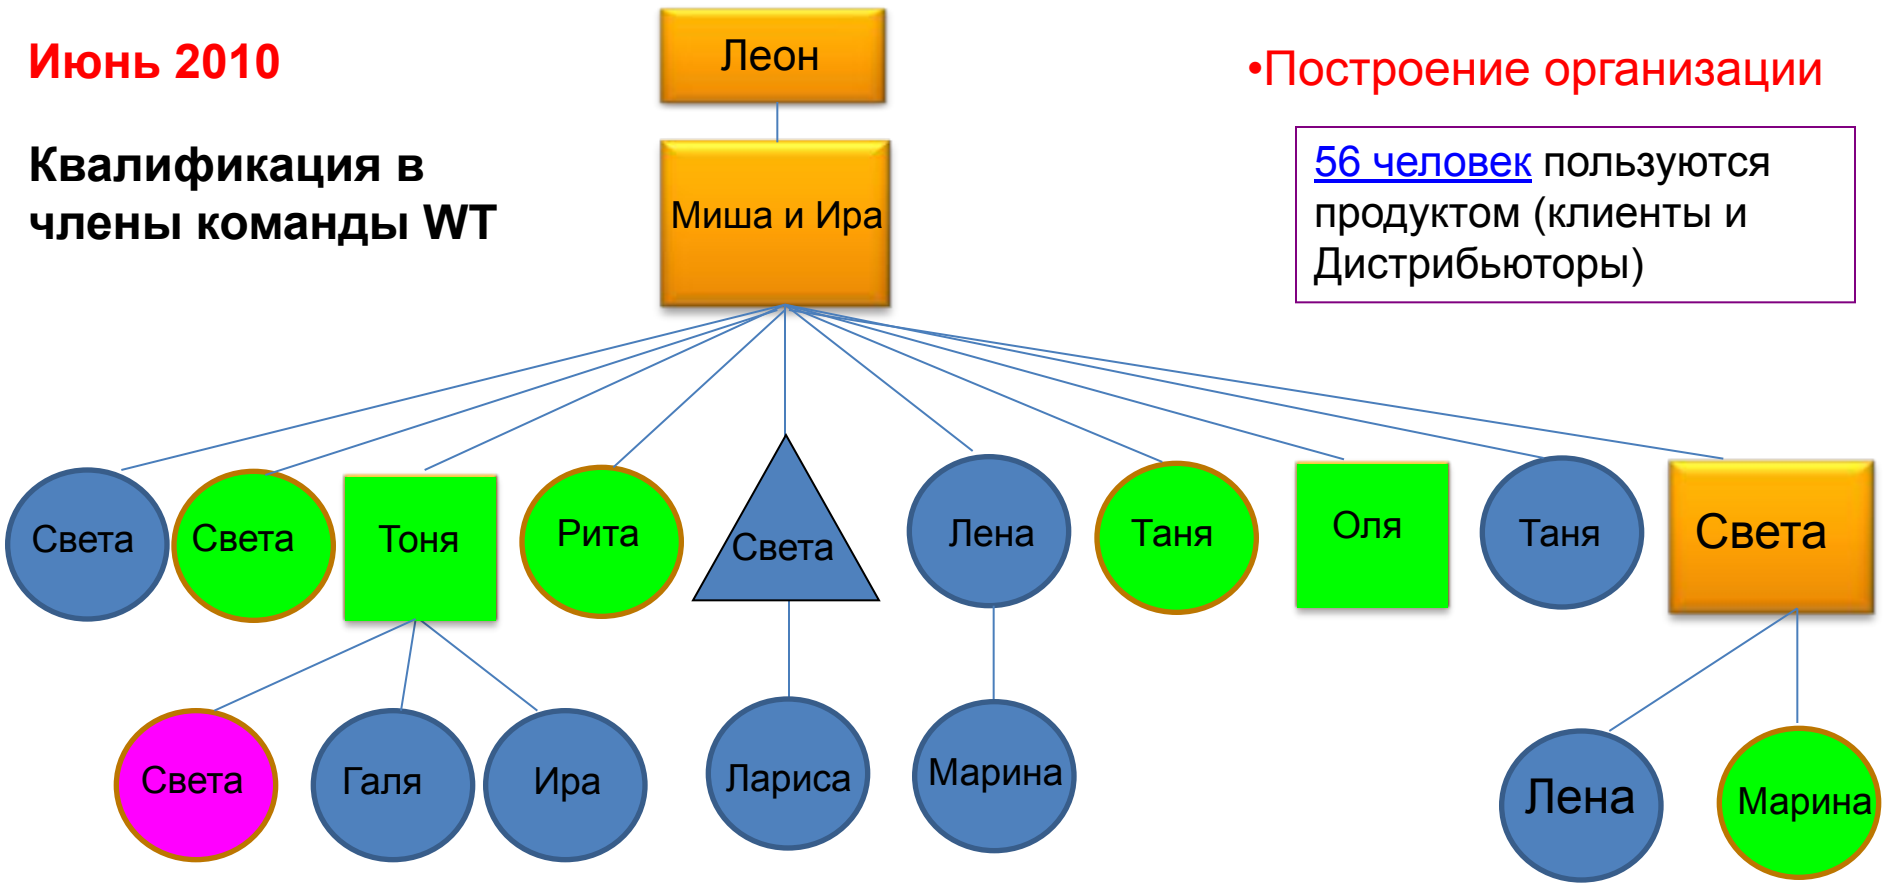 Июнь 2010
Квалификация в
члены команды WT
Леон
Миша и Ира
•Построение организации
56 человек пользуются
продуктом (клиенты и
Дистрибьюторы)
Света
Света
Тоня
Рита
Света
Лена
Таня
Оля
Таня
Света
Света
Галя
Ира
Лариса
Марина
Лена
Марина